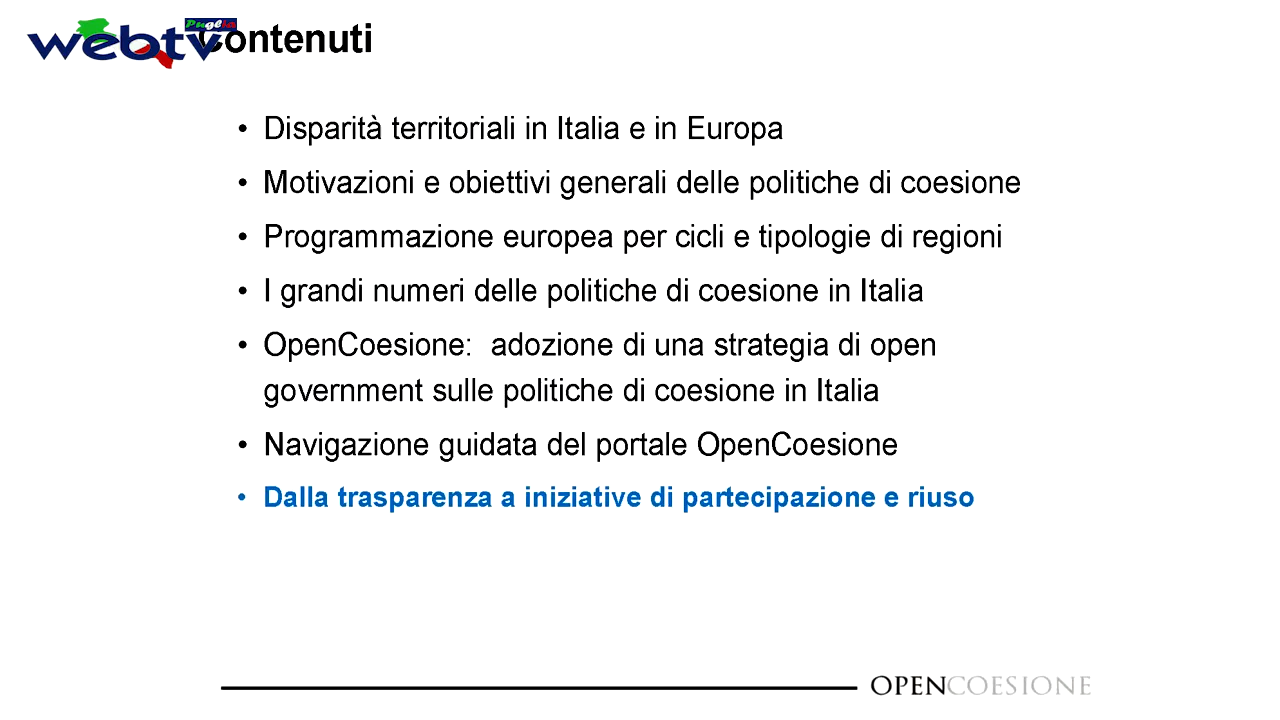 webtv Puglia
Contenuti
• Disparità territoriali in Italia e in Europa
• Motivazioni e obiettivi generali delle politiche di coesione
• Programmazione europea per cicli e tipologie di regioni
• I grandi numeri delle politiche di coesione in Italia
• OpenCoesione:  adozione di una strategia di open
government sulle politiche di coesione in Italia
• Navigazione guidata del portale OpenCoesione
• Dalla trasparenza a iniziative di partecipazione e riuso
OPENCOESIONE